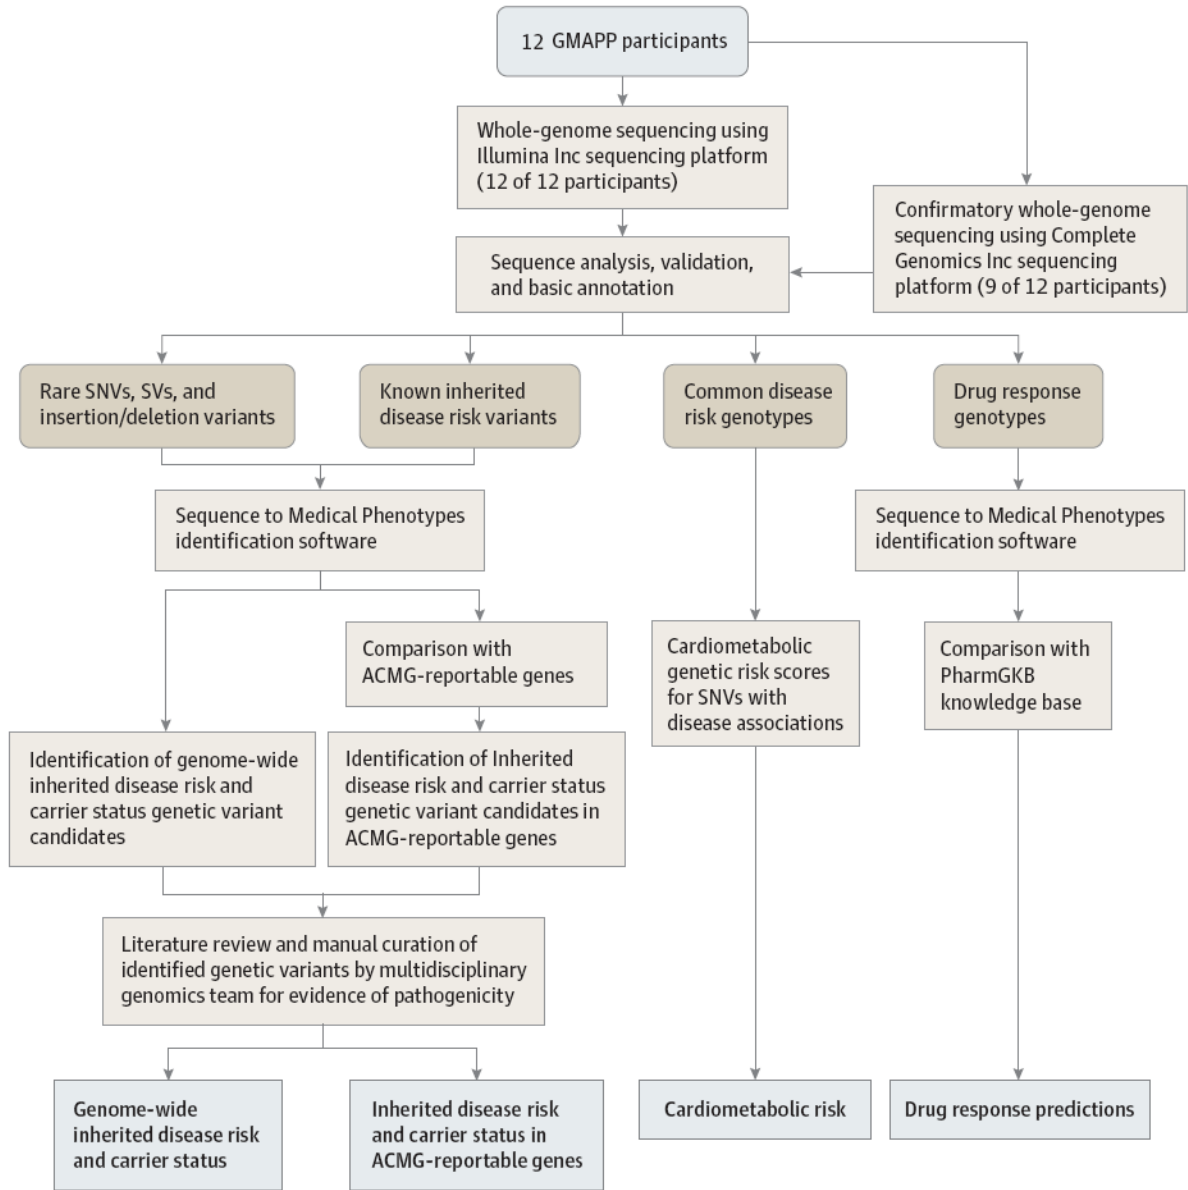 12 GMAPP participants
Whole-genome sequencing using
Illumina Inc sequencing platform
(12 of 12 participants)
Confirmatory whole-genome
sequencing using Complete
Genomics Inc sequencing
platform (9 of 12 participants)
Sequence analysis, validation,
and basic annotation
Rare SNVs, SVs, and
insertion/deletion variants
Known inherited
disease risk variants
Common disease
risk genotypes
Drug response
genotypes
Sequence to Medical Phenotypes
identification software
Sequence to Medical Phenotypes
identification software
Comparison with
ACMG-reportable genes
Cardiometabolic
genetic risk scores
for SNVs with
disease associations
Comparison with
PharmGKB
knowledge base
Identification of genome-wide
inherited disease risk and
carrier status genetic variant
candidates
Identification of Inherited
disease risk and carrier status
genetic variant candidates in
ACMG-reportable genes
Literature review and manual curation of
identified genetic variants by multidisciplinary
genomics team for evidence of pathogenicity
Genome-wide
inherited disease risk
and carrier status
Inherited disease risk
and carrier status in
ACMG-reportable genes
Cardiometabolic risk
Drug response predictions